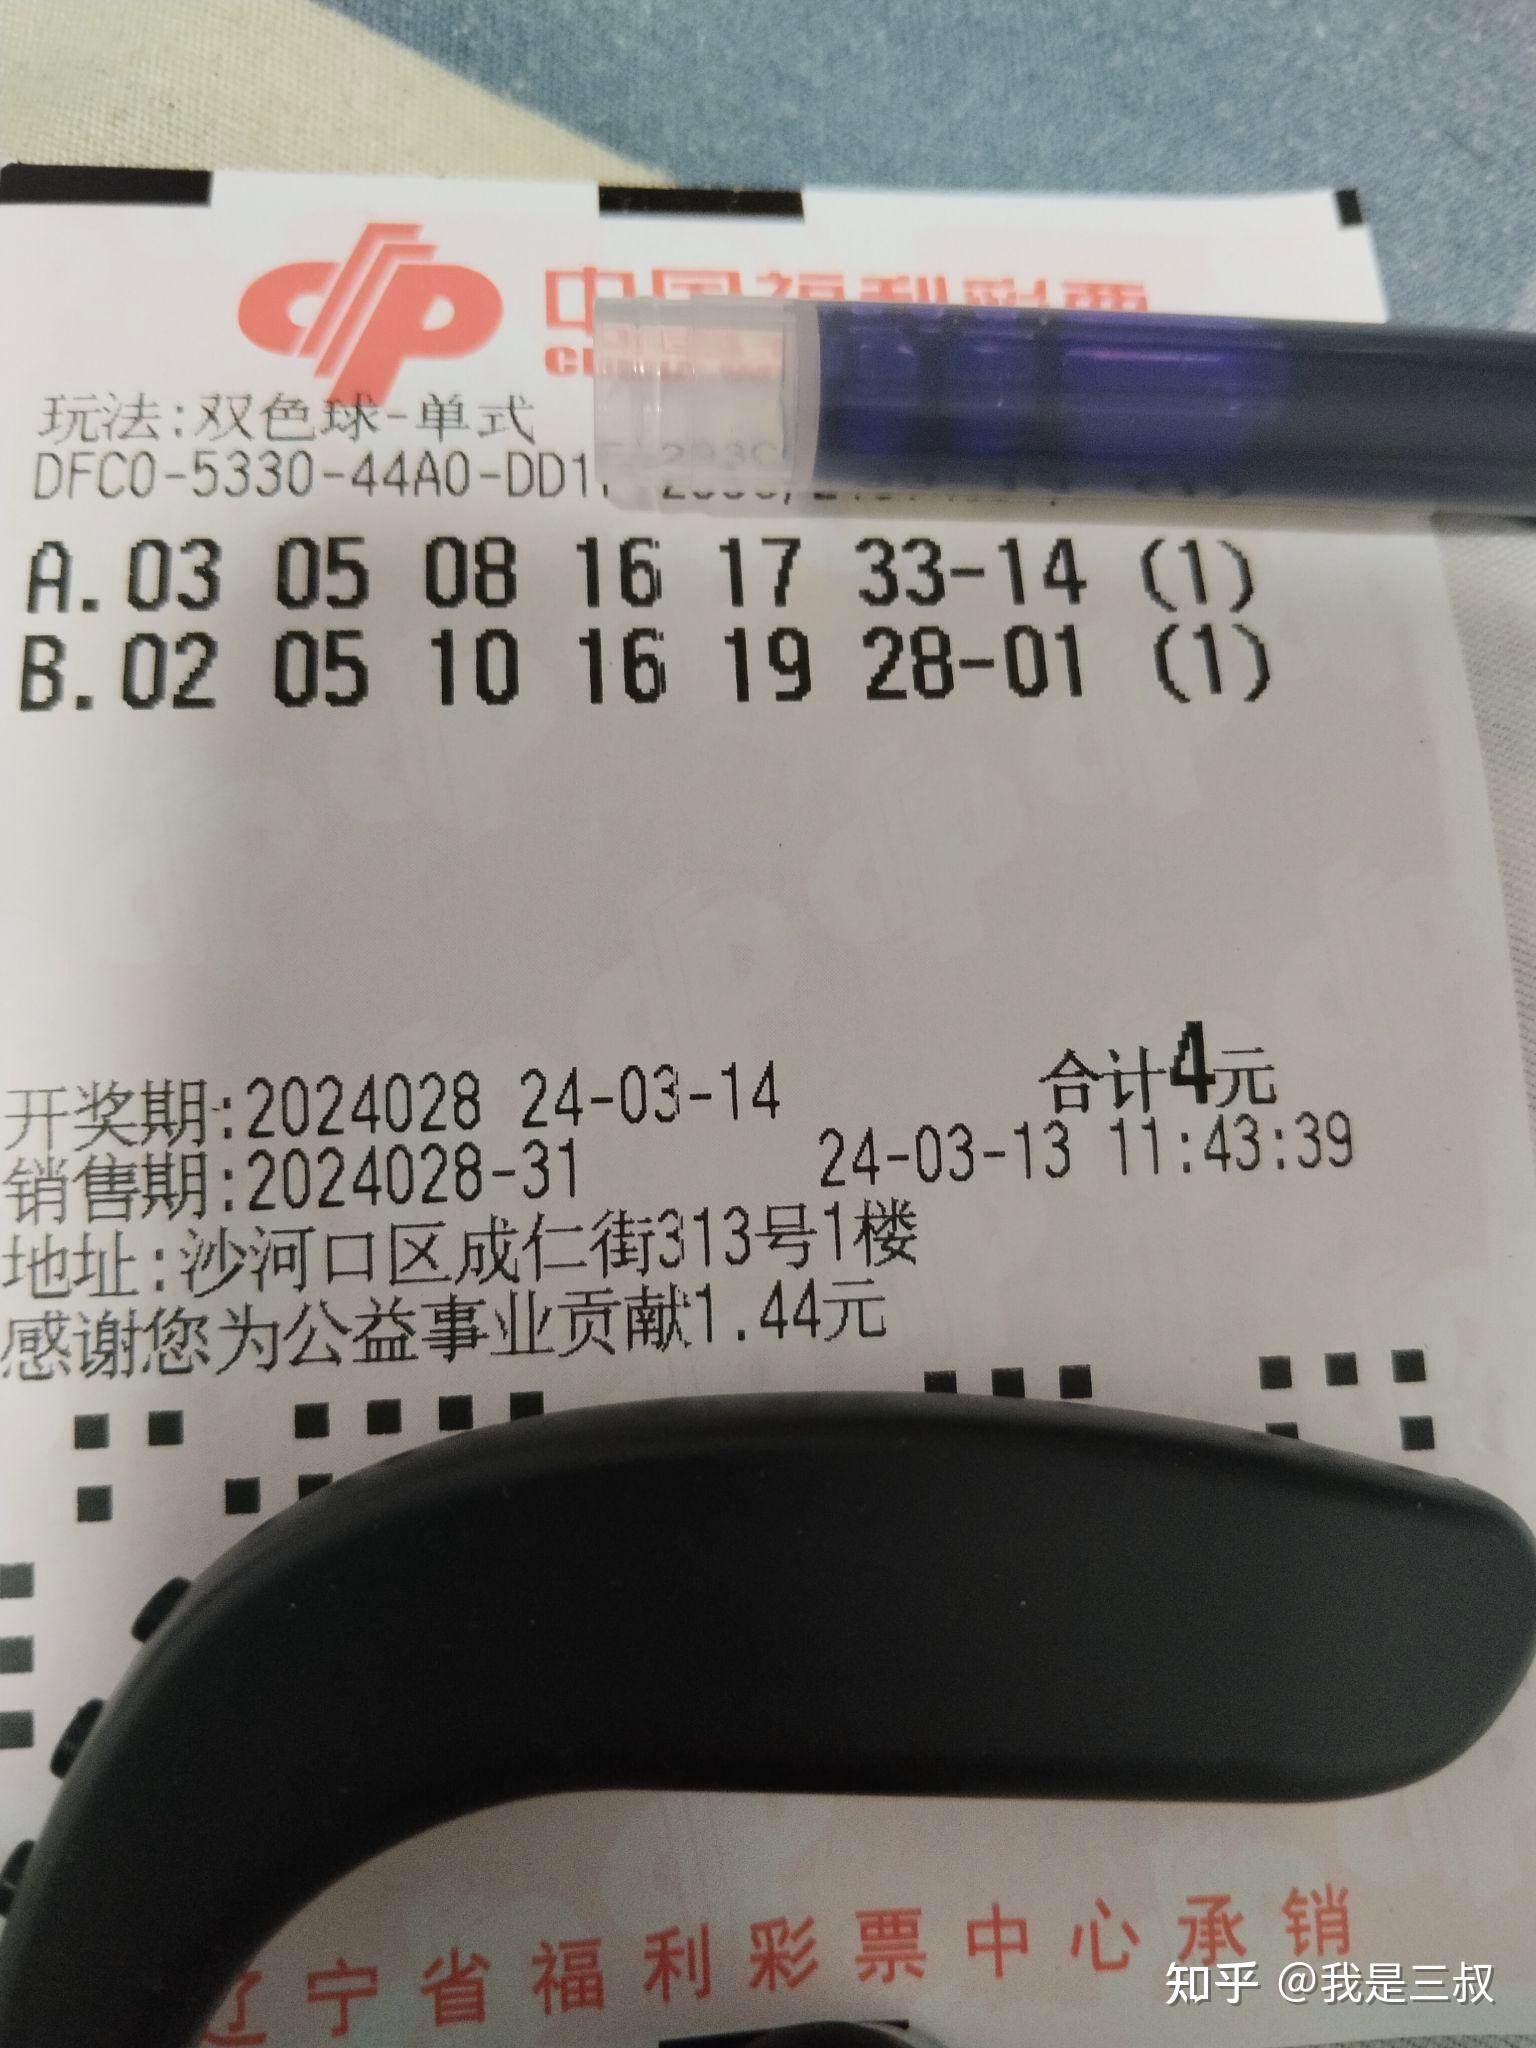 中国福利彩票
玩法:双色球-单式
DFC0-5330-44A0-DD1
A.03 05 08 16 17 33-14 (1)
B.02 05 10 16 19 28-01 (1)
合计4元
开奖期:2024028 24-03-14
销售期:2024028-31 24-03-13 11:43:39
地址:沙河口区成仁街313号1楼
感谢您为公益事业贡献1.44元
辽宁省福利彩票中心承销
知乎 @我是三叔